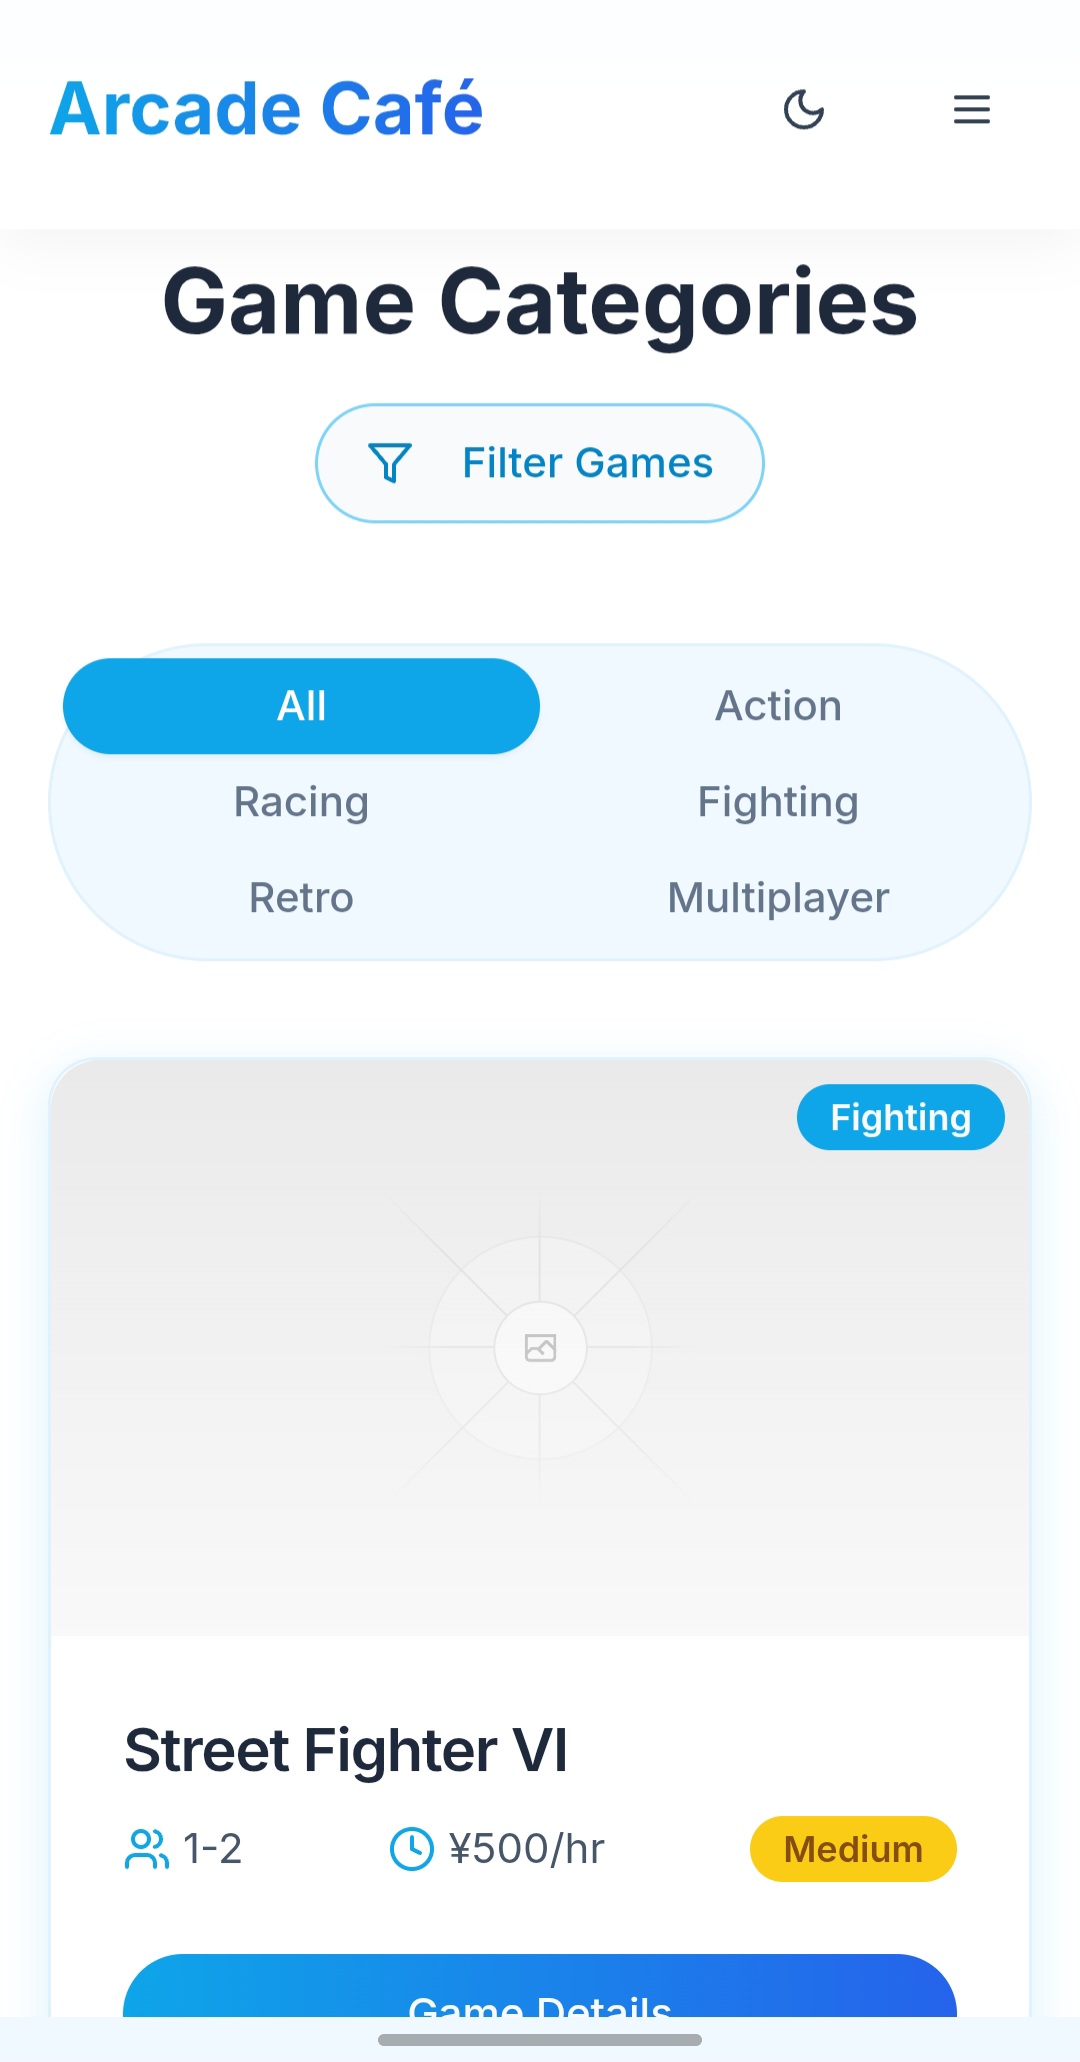 Arcade Café
Game Categories
Filter Games
All
Action
Racing
Fighting
Retro
Multiplayer
Fighting
Street Fighter VI
1-2
¥500/hr
Medium
Game Details